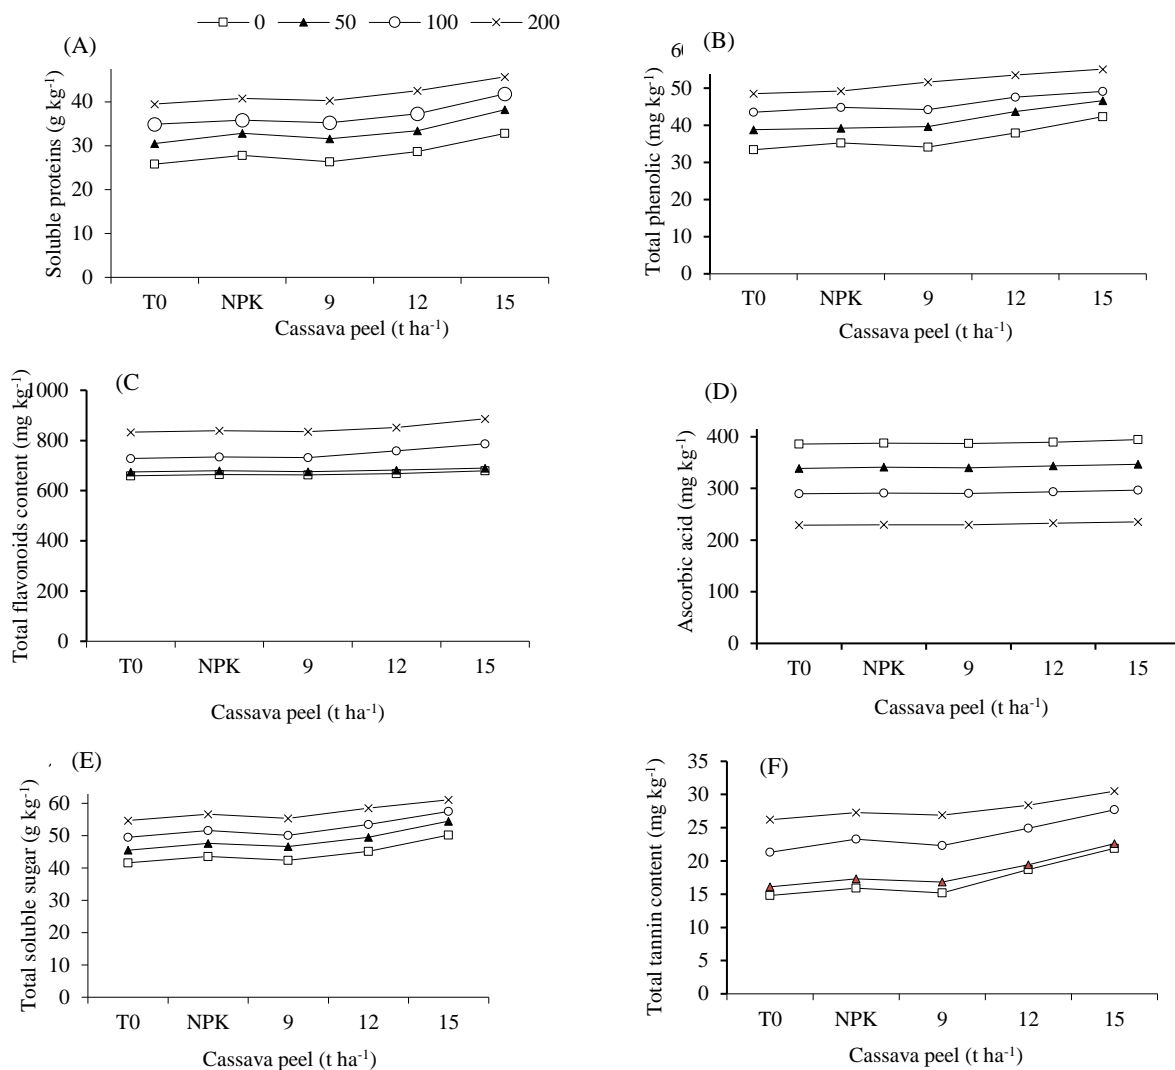 0 50 100 200
(A)
Soluble proteins (g kg⁻¹)
40
30
20
10
0
T0 NPK 9 12 15
Cassava peel (t ha⁻¹)
(B)
Total phenolic (mg kg⁻¹)
50
40
30
20
10
0
T0 NPK 9 12 15
Cassava peel (t ha⁻¹)
(C
Total flavonoids content (mg kg⁻¹)
1000
800
600
400
200
0
T0 NPK 9 12 15
Cassava peel (t ha⁻¹)
(D)
Ascorbic acid (mg kg⁻¹)
400
300
200
100
0
T0 NPK 9 12 15
Cassava peel (t ha⁻¹)
(E)
Total soluble sugar (g kg⁻¹)
60
50
40
30
20
10
0
T0 NPK 9 12 15
Cassava peel (t ha⁻¹)
(F)
Total tannin content (mg kg⁻¹)
35
30
25
20
15
10
5
0
T0 NPK 9 12 15
Cassava peel (t ha⁻¹)